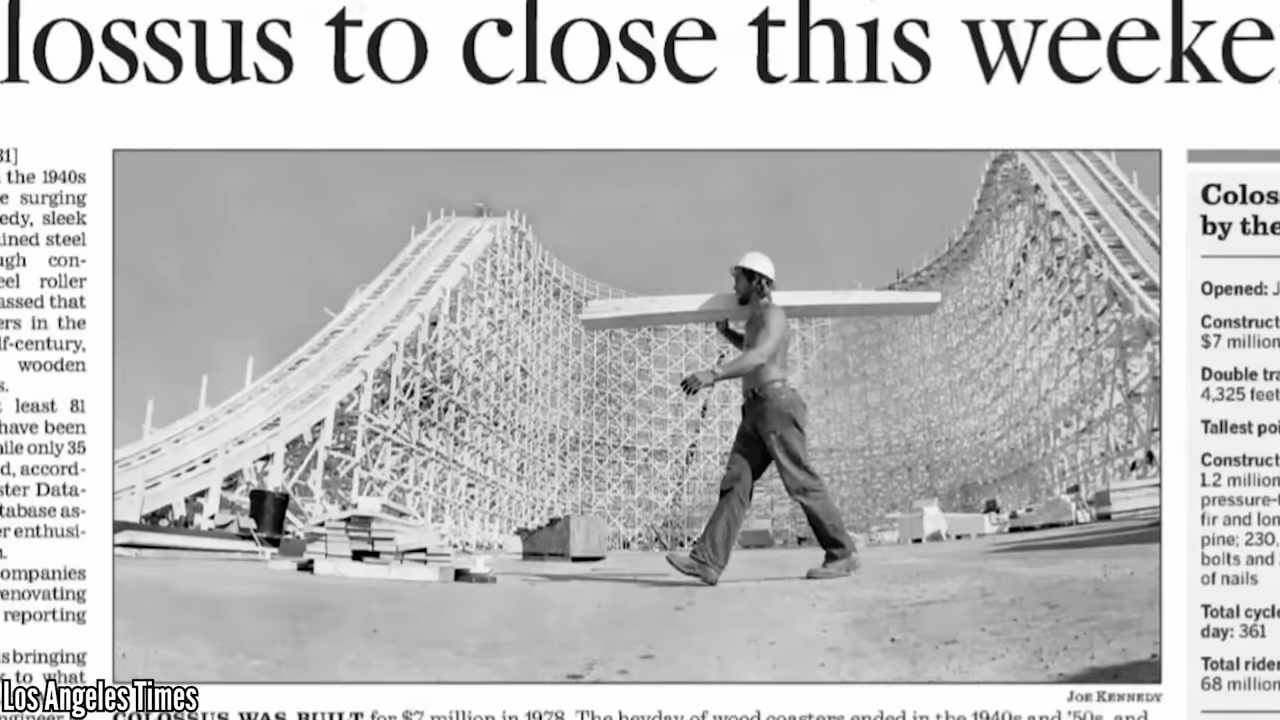 lossus to close this weeke
31]
the 1940s
e surging
edy, sleek
ined steel
ugh con-
eel roller
assed that
ers in the
lf-century,
wooden
s.
least 81
have been
ile only 35
d, accord-
ster Data-
tabase as-
er enthusi-
ompanies
enovating
reporting
is bringing
to what
Los Angeles Times
JOE KENNEDY
COLOSSUS WAS BUILT for $7 million in 1978. The heyday of wood coasters ended in the 1940s and '50s, and
Colos
by the
Opened: J
Construct
$7 million
Double tra
4,325 feet
Tallest poi
Construct
1.2 million
pressure-
fir and lon
pine; 230,
bolts and
of nails
Total cycle
day: 361
Total rider
68 million